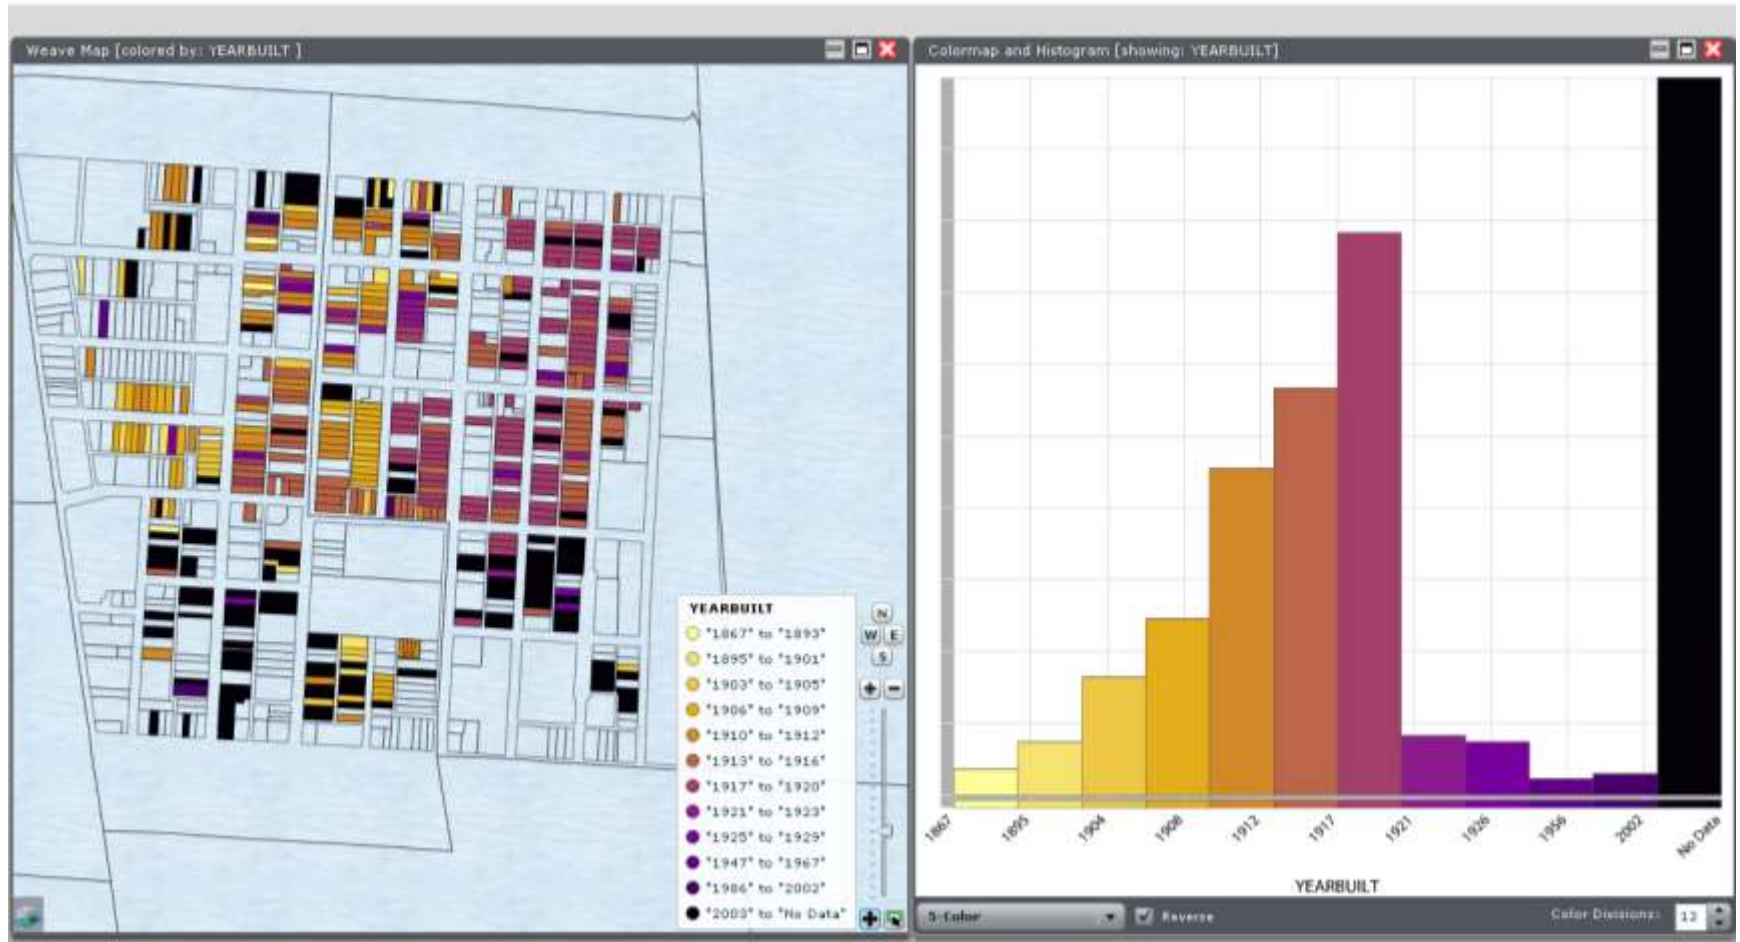 Weave Map [colored by: YEARBUILT ]
YEARBUILT
"1867" to "1893"
"1895" to "1901"
"1903" to "1905"
"1906" to "1909"
"1910" to "1912"
"1913" to "1916"
"1917" to "1920"
"1921" to "1923"
"1925" to "1929"
"1947" to "1967"
"1986" to "2002"
"2003" to "No Data"
N
W E
S
Colormap and Histogram [showing: YEARBUILT]
1867 1895 1904 1908 1912 1917 1921 1926 1956 2002 No Data
YEARBUILT
5-Color Reverse Color Divisions: 12